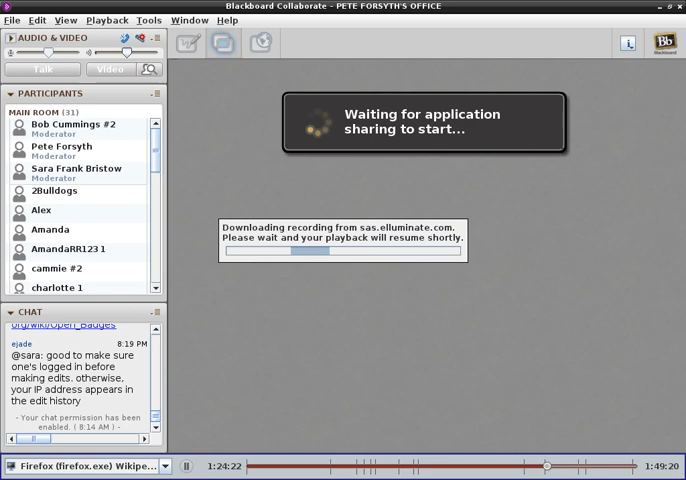 Blackboard Collaborate - PETE FORSYTH'S OFFICE
File Edit View Playback Tools Window Help
AUDIO & VIDEO
Talk Video
PARTICIPANTS
MAIN ROOM (31)
Bob Cummings #2
Moderator
Pete Forsyth
Moderator
Sara Frank Bristow
Moderator
2Bulldogs
Alex
Amanda
AmandaRR123 1
cammie #2
charlotte 1
CHAT
org/wiki/Open_Badges
ejade 8:19 PM
@sara: good to make sure
one's logged in before
making edits. otherwise,
your IP address appears in
the edit history
- Your chat permission has been
enabled. ( 8:14 AM ) -
i
Bb
Blackboard
Waiting for application
sharing to start...
Downloading recording from sas.elluminate.com.
Please wait and your playback will resume shortly.
Firefox (firefox.exe) Wikipe... 1:24:22 1:49:20